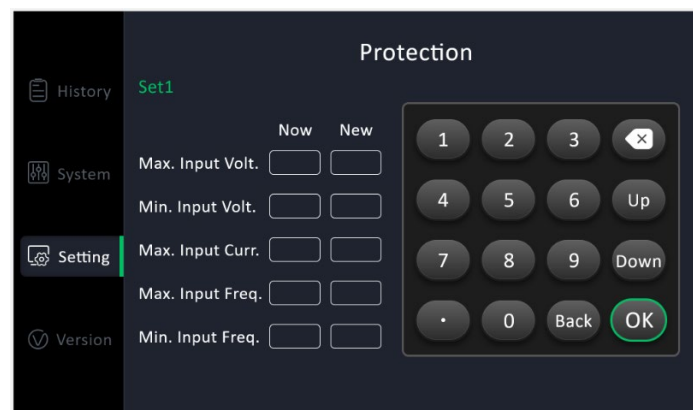 Protection
History
Set1
Now New
Max. Input Volt.
System
Min. Input Volt.
Setting
Max. Input Curr.
Max. Input Freq.
Version
Min. Input Freq.
1 2 3
4 5 6 Up
7 8 9 Down
. 0 Back OK